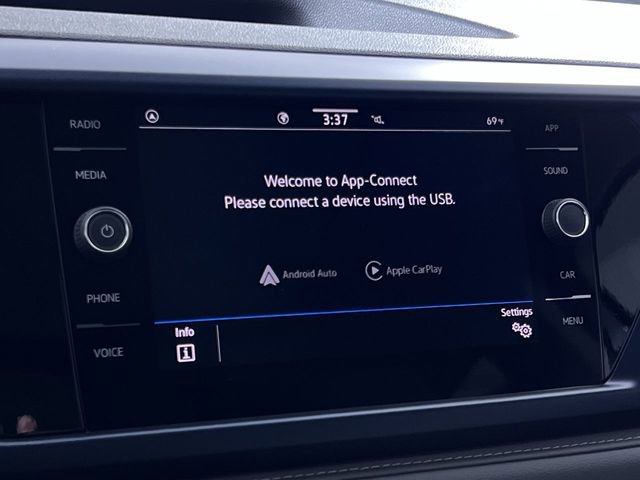 RADIO
MEDIA
PHONE
VOICE
3:37
69°F
Welcome to App-Connect
Please connect a device using the USB.
Android Auto
Apple CarPlay
Info
Settings
APP
SOUND
CAR
MENU